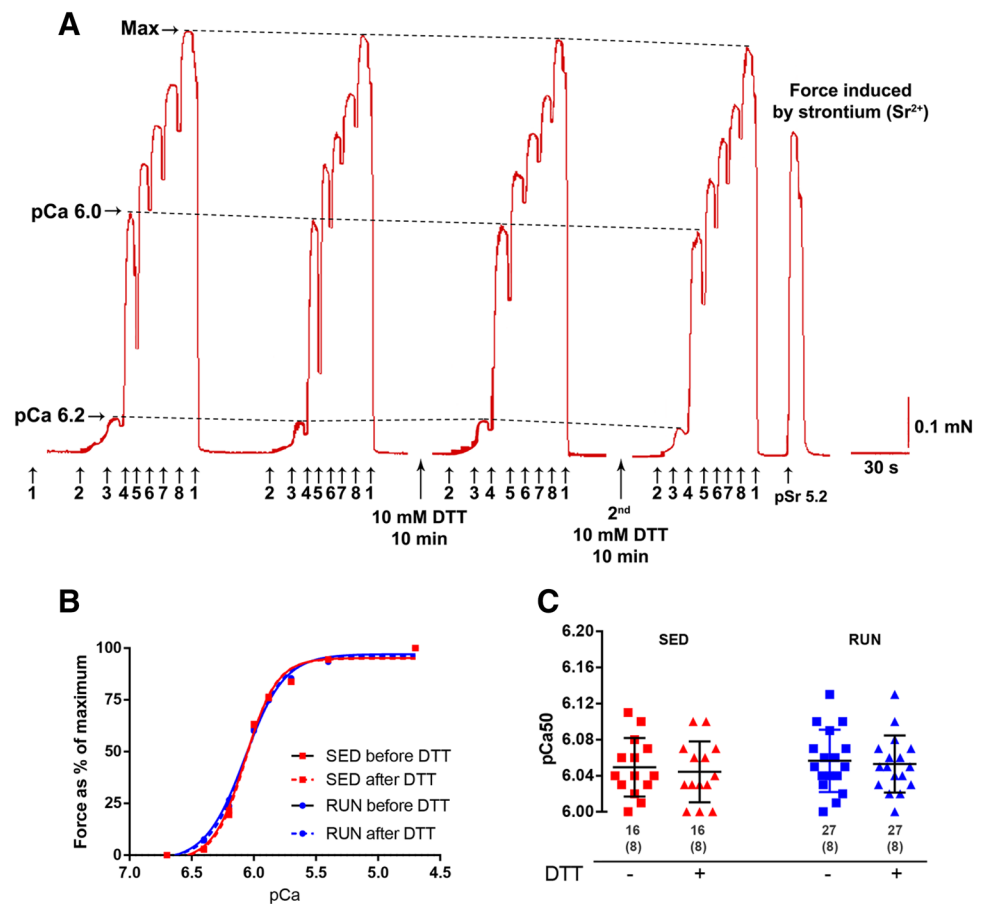 A
Max→
pCa 6.0→
pCa 6.2→
Force induced
by strontium (Sr²⁺)
0.1 mN
30 s
1 2 3 4 5 6 7 8 1 2 3 4 5 6 7 8 1 2 3 4 5 6 7 8 1 2 3 4 5 6 7 8 1 pSr 5.2
10 mM DTT
10 min
2nd
10 mM DTT
10 min
B
Force as % of maximum
100
75
50
25
0
7.0 6.5 6.0 5.5 5.0 4.5
pCa
SED before DTT
SED after DTT
RUN before DTT
RUN after DTT
C
SED RUN
pCa50
6.20
6.16
6.12
6.08
6.04
6.00
16 16 27 27
(8) (8) (8) (8)
DTT - + - +